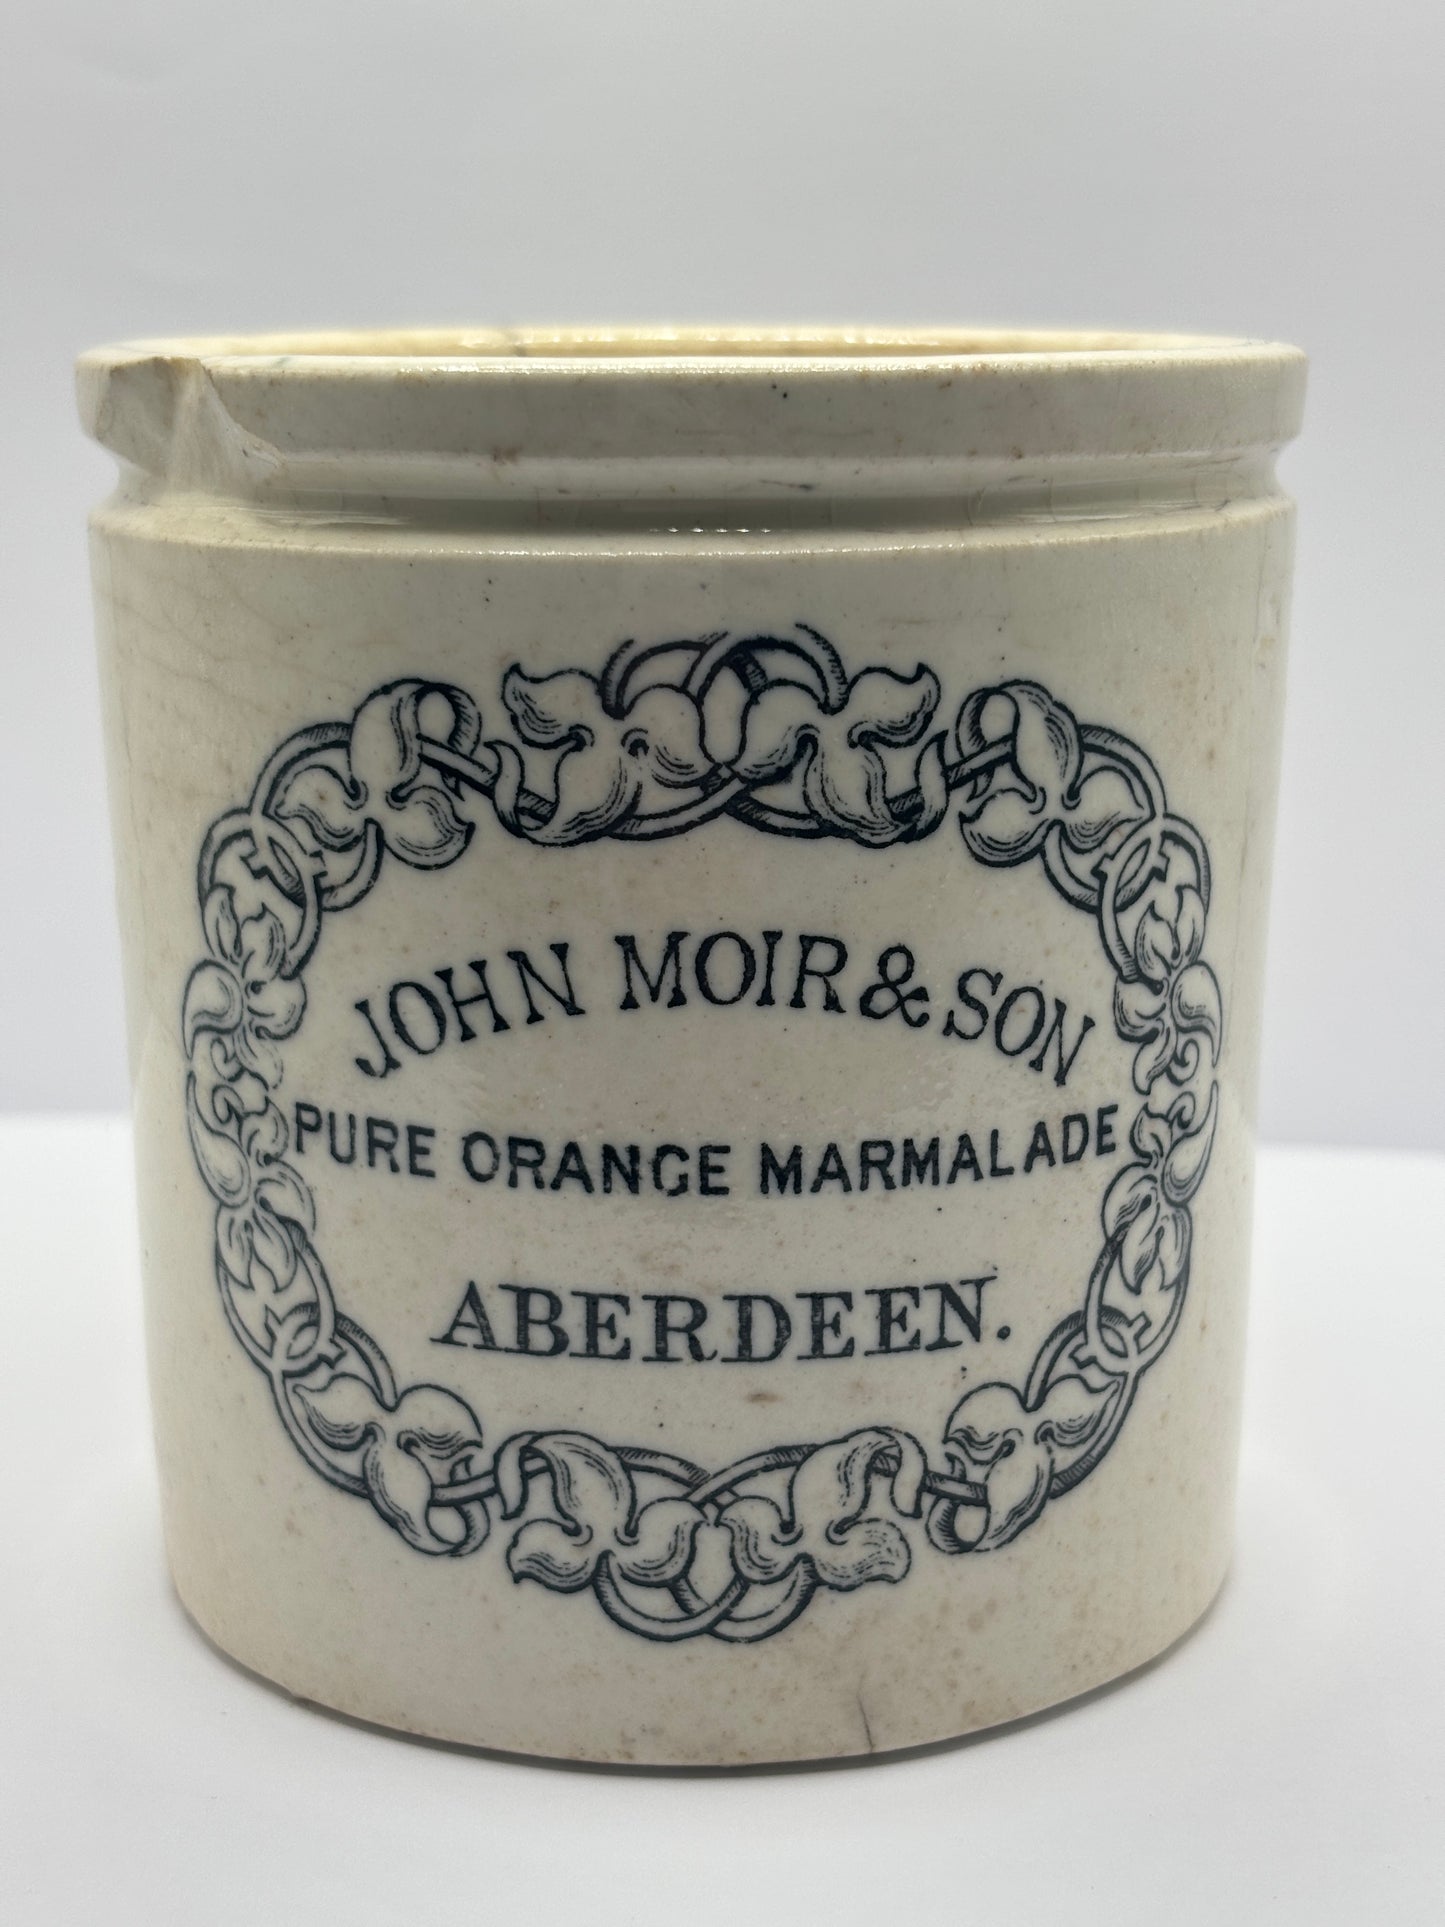 JOHN MOIR & SON
PURE ORANGE MARMALADE
ABERDEEN.